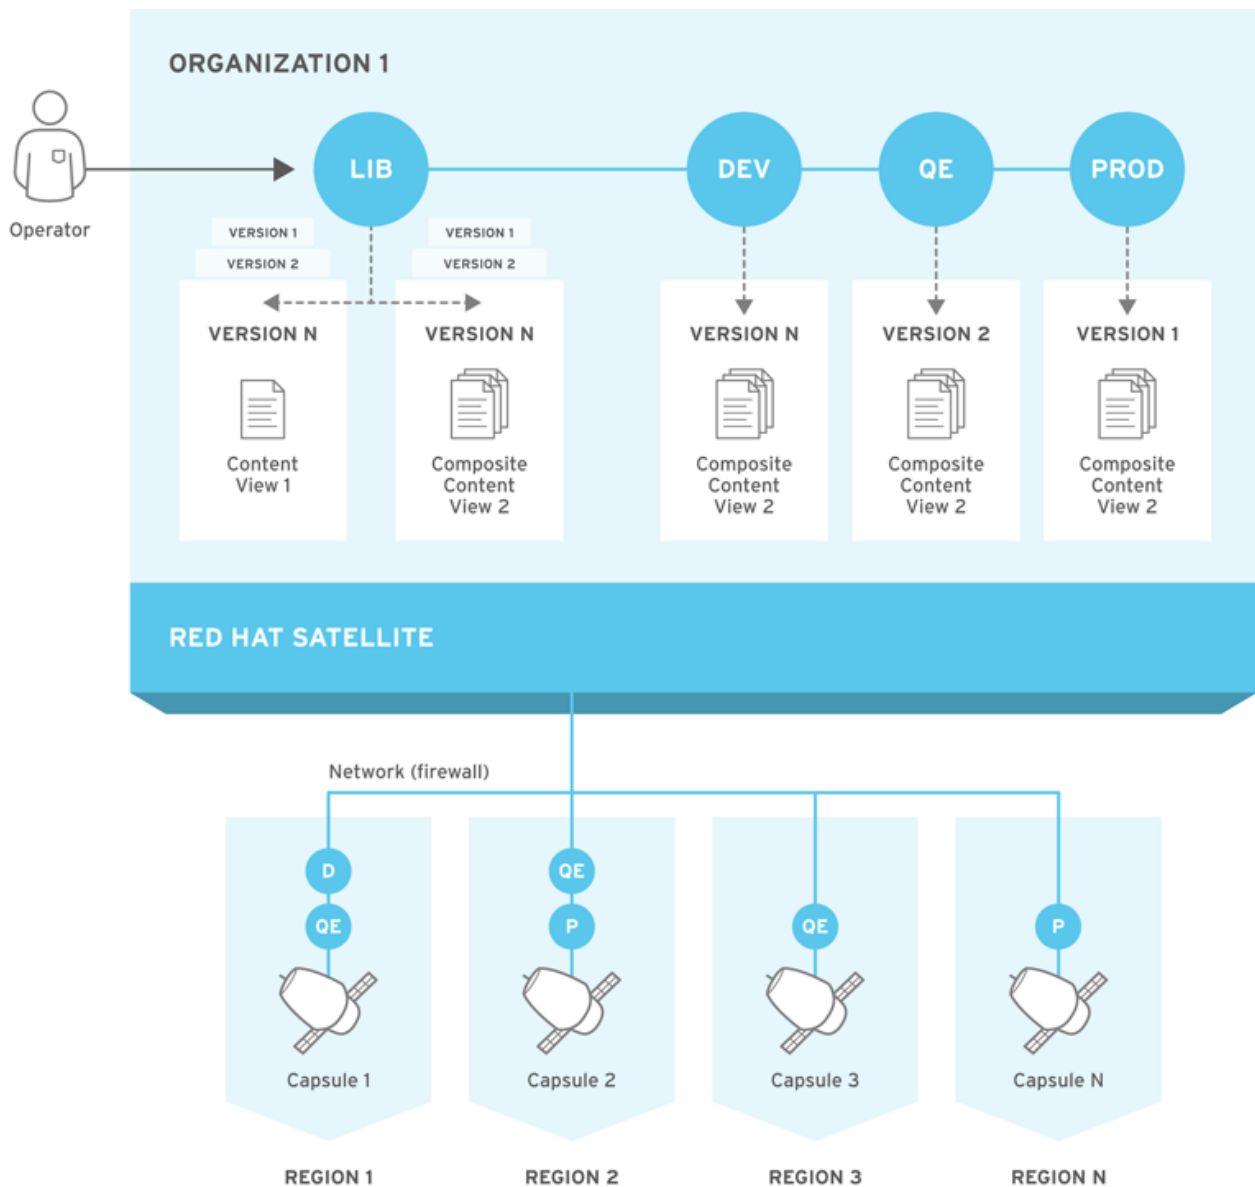 ORGANIZATION 1
LIB
DEV
QE
PROD
Operator
VERSION 1
VERSION 1
VERSION 2
VERSION 2
VERSION N
VERSION N
VERSION N
VERSION 2
VERSION 1
Content
View 1
Composite
Content
View 2
Composite
Content
View 2
Composite
Content
View 2
Composite
Content
View 2
RED HAT SATELLITE
Network (firewall)
D
QE
QE
P
QE
P
Capsule 1
Capsule 2
Capsule 3
Capsule N
REGION 1
REGION 2
REGION 3
REGION N